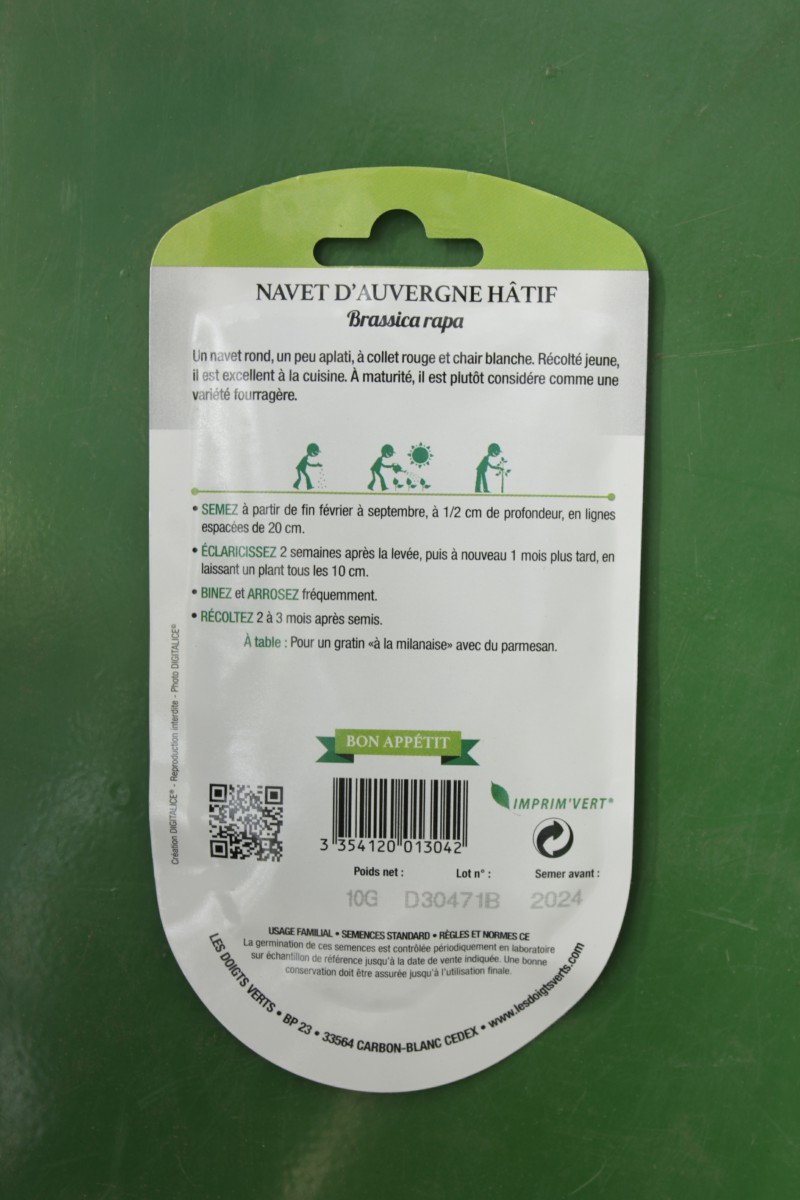 NAVET D'AUVERGNE HÂTIF
Brassica rapa
Un navet rond, un peu aplati, à collet rouge et chair blanche. Récolté jeune,
il est excellent à la cuisine. À maturité, il est plutôt considére comme une
variété fourragère.
• SEMEZ à partir de fin février à septembre, à 1/2 cm de profondeur, en lignes
espacées de 20 cm.
• ÉCLARICISSEZ 2 semaines après la levée, puis à nouveau 1 mois plus tard, en
laissant un plant tous les 10 cm.
• BINEZ et ARROSEZ fréquemment.
• RÉCOLTEZ 2 à 3 mois après semis.
À table : Pour un gratin «à la milanaise» avec du parmesan.
Création DIGITALICE® - Reproduction interdite - Photo DIGITALICE®
BON APPÉTIT
IMPRIM'VERT®
3 354120 013042
Poids net : Lot n° : Semer avant :
10G D30471B 2024
USAGE FAMILIAL • SEMENCES STANDARD • RÈGLES ET NORMES CE
La germination de ces semences est contrôlée périodiquement en laboratoire
sur échantillon de référence jusqu'à la date de vente indiquée. Une bonne
conservation doit être assurée jusqu'à l'utilisation finale.
LES DOIGTS VERTS • BP 23 • 33564 CARBON-BLANC CEDEX • www.lesdoigtsverts.com